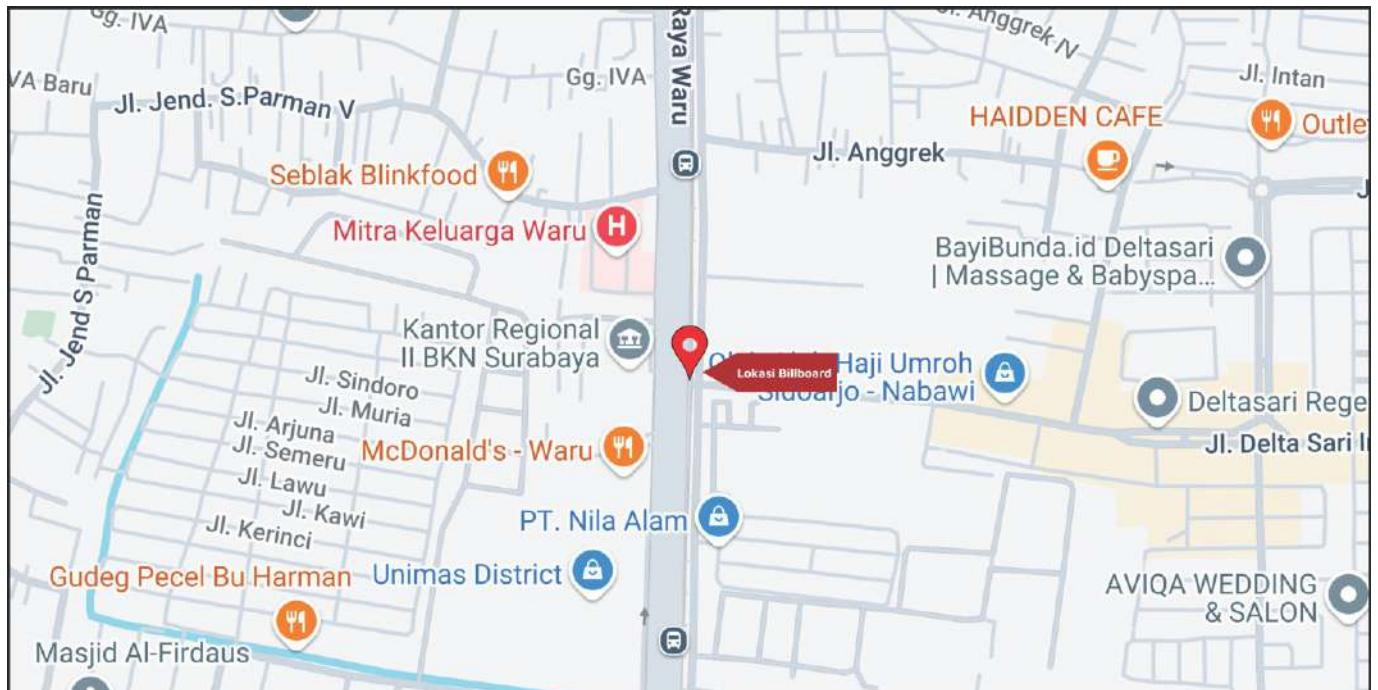 Gg. IVA
Raya Waru
Jl. Anggrek IV
VA Baru
Jl. Jend. S.Parman V
Gg. IVA
Jl. Intan
HAIDDEN CAFE
Outlet
Jl. Anggrek
Seblak Blinkfood
Mitra Keluarga Waru
H
Jl. Jend S Parman
BayiBunda.id Deltasari
| Massage & Babyspa...
Kantor Regional
II BKN Surabaya
Lokasi Billboard
Haji Umroh
Sidoarjo - Nabawi
Jl. Sindoro
Jl. Muria
Jl. Arjuna
Jl. Semeru
Jl. Lawu
Jl. Kawi
Jl. Kerinci
McDonald's - Waru
Deltasari Rege
Jl. Delta Sari I
PT. Nila Alam
Unimas District
Gudeg Pecel Bu Harman
AVIQA WEDDING
& SALON
Masjid Al-Firdaus